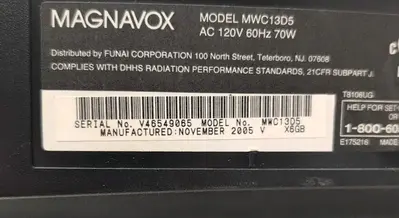 MAGNAVOX
MODEL MWC13D5
AC 120V 60Hz 70W
Distributed by FUNAI CORPORATION 100 North Street, Teterboro, NJ. 07608
COMPLIES WITH DHHS RADIATION PERFORMANCE STANDARDS, 21CFR SUBPART J.
T8106UG
HELP FOR SET-
1-800-60
E175216
SERIAL No. V46549065 MODEL No. MWC13D5
MANUFACTURED:NOVEMBER 2005 V X6GB